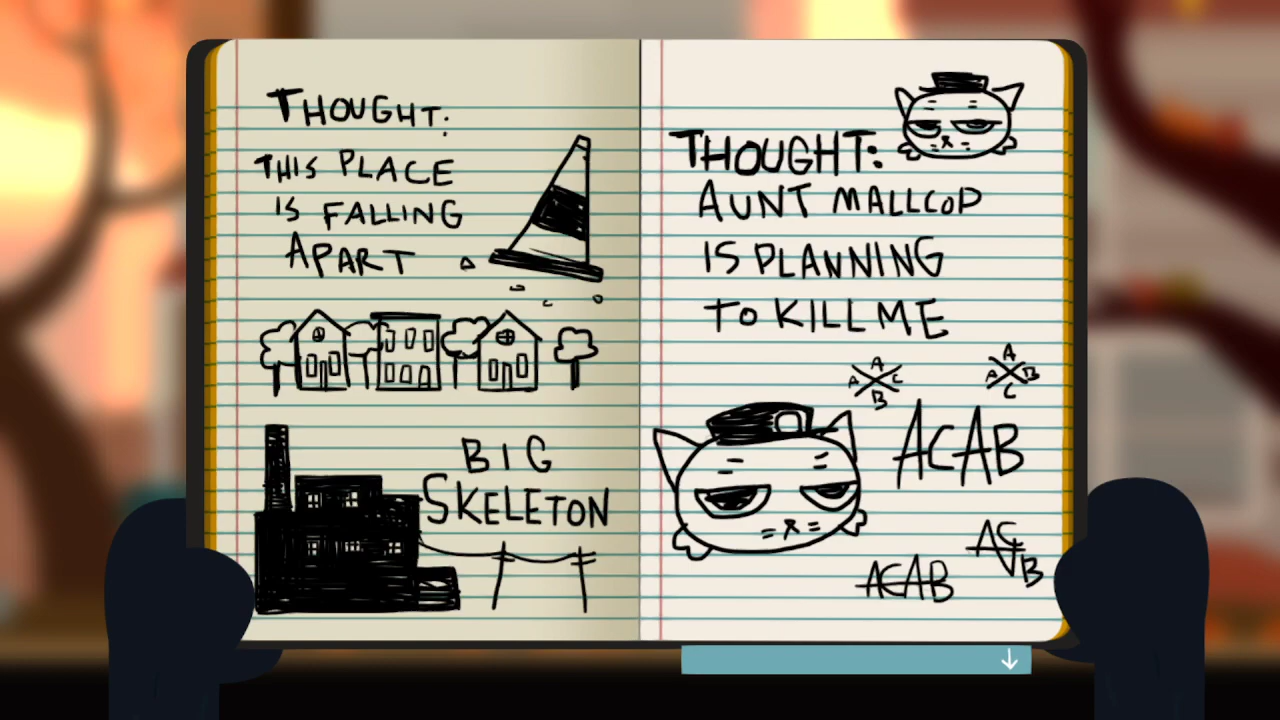 THOUGHT:
THIS PLACE
IS FALLING
APART
BIG
SKELETON
THOUGHT:
AUNT MALLCOP
IS PLANNING
TO KILL ME
A
A C
B
A
A B
C
ACAB
ACAB
ACAB